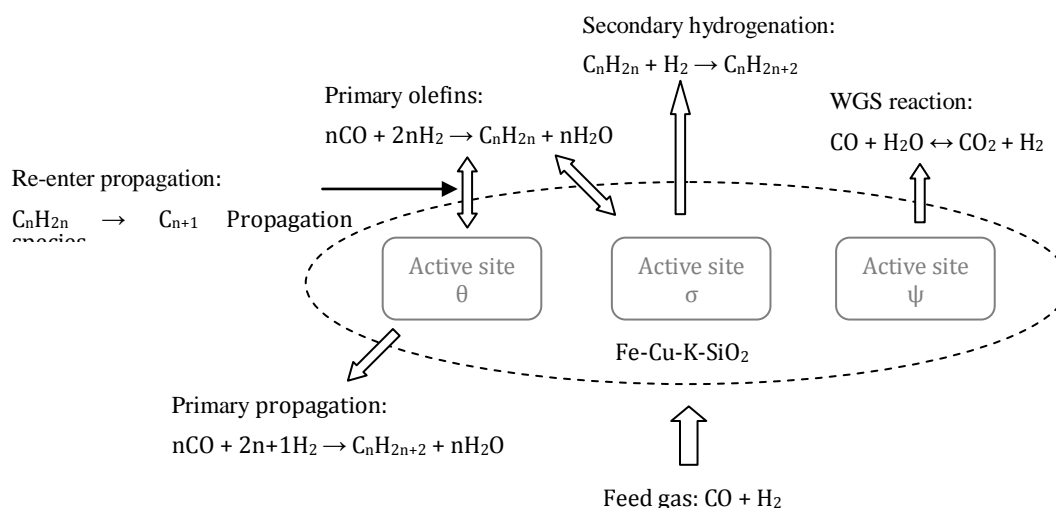 Secondary hydrogenation:
CₙH₂ₙ + H₂ → CₙH₂ₙ₊₂
Primary olefins:
nCO + 2nH₂ → CₙH₂ₙ + nH₂O
WGS reaction:
CO + H₂O ↔ CO₂ + H₂
Re-enter propagation:
CₙH₂ₙ → Cₙ₊₁ Propagation
species
Active site
θ
Active site
σ
Active site
ψ
Fe-Cu-K-SiO₂
Primary propagation:
nCO + 2n+1H₂ → CₙH₂ₙ₊₂ + nH₂O
Feed gas: CO + H₂